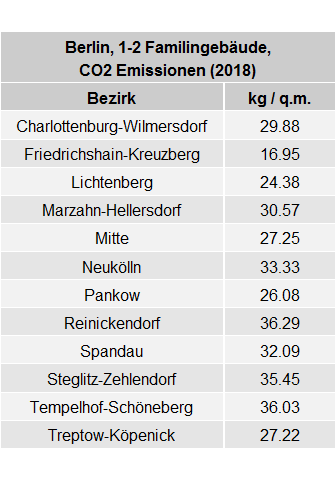 Berlin, 1-2 Familingebäude,
CO2 Emissionen (2018)
Bezirk kg / q.m.
Charlottenburg-Wilmersdorf 29.88
Friedrichshain-Kreuzberg 16.95
Lichtenberg 24.38
Marzahn-Hellersdorf 30.57
Mitte 27.25
Neukölln 33.33
Pankow 26.08
Reinickendorf 36.29
Spandau 32.09
Steglitz-Zehlendorf 35.45
Tempelhof-Schöneberg 36.03
Treptow-Köpenick 27.22